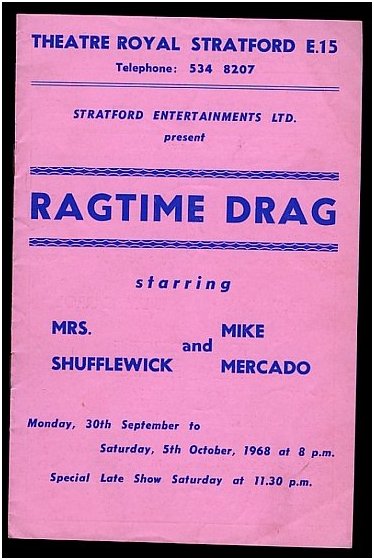 THEATRE ROYAL STRATFORD E.15
Telephone: 534 8207
STRATFORD ENTERTAINMENTS LTD.
present
RAGTIME DRAG
starring
MRS. SHUFFLEWICK
and
MIKE MERCADO
Monday, 30th September to
Saturday, 5th October, 1968 at 8 p.m.
Special Late Show Saturday at 11.30 p.m.